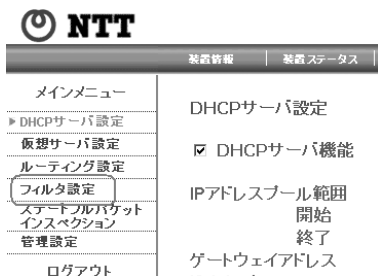 NTT
装置情報
装置ステータス
メインメニュー
DHCPサーバ設定
仮想サーバ設定
ルーティング設定
フィルタ設定
ステートフルパケット
インスペクション
管理設定
ログアウト
DHCPサーバ設定
DHCPサーバ機能
IPアドレスプール範囲
開始
終了
ゲートウェイアドレス